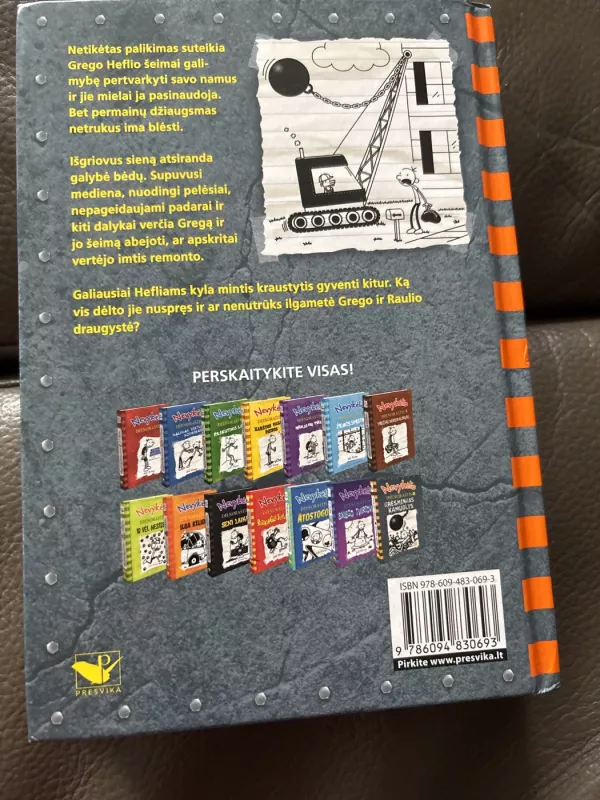 Netikėtas palikimas suteikia
Grego Heflio šeimai gali-
mybę pertvarkyti savo namus
ir jie mielai ja pasinaudoja.
Bet permainų džiaugsmas
netrukus ima blėsti.
Išgriovus sieną atsiranda
galybė bėdų. Supuvusi
mediena, nuodingi pelėsiai,
nepageidaujami padarai ir
kiti dalykai verčia Gregą ir
jo šeimą abejoti, ar apskritai
vertėjo imtis remonto.
Galiausiai Hefliams kyla mintis kraustytis gyventi kitur. Ką
vis dėlto jie nuspręs ir ar nenutrūks ilgametė Grego ir Raulio
draugystė?
PERSKAITYKITE VISAS!
ISBN 978-609-483-069-3
9 786094 830693
Pirkite www.presvika.lt
P
PRESVIKA